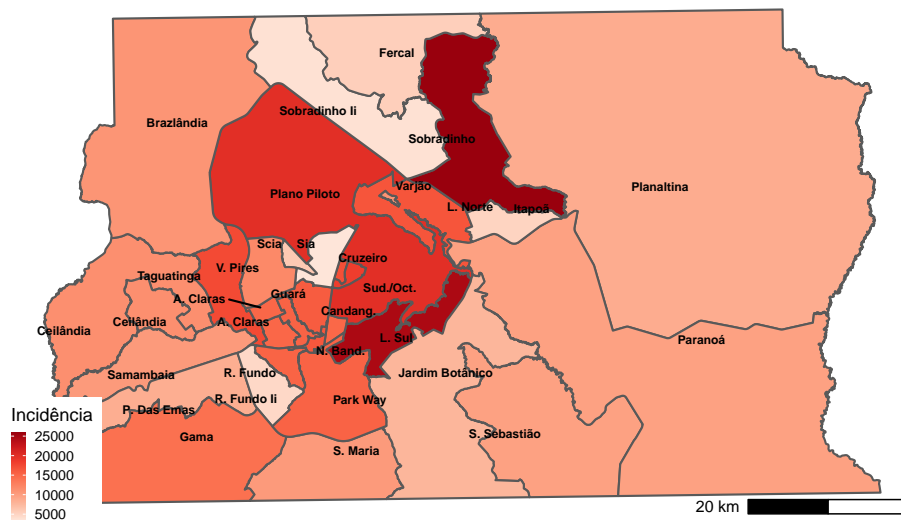 Fercal
Sobradinho Ii
Brazlândia
Sobradinho
Varjão
Plano Piloto
Planaltina
L. Norte
Itapoã
Scia
Sia
Cruzeiro
V. Pires
Taguatinga
Sud./Oct.
Guará
A. Claras
Candang.
A. Claras
Ceilândia
Ceilândia
L. Sul
Paranoá
N. Band.
R. Fundo
Jardim Botânico
Samambaia
R. Fundo Ii
Park Way
P. Das Emas
Gama
S. Sebastião
S. Maria
Incidência
25000
20000
15000
10000
5000
20 km